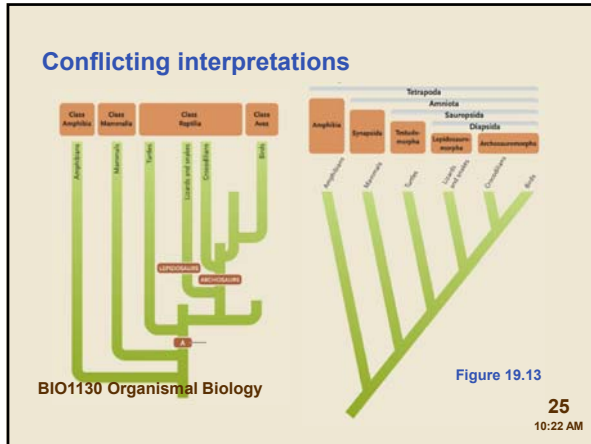 Conflicting interpretations
Class
Amphibia
Class
Mammalia
Class
Reptilia
Class
Aves
Amphibians
Mammals
Turtles
Lizards and snakes
Crocodilians
Birds
LEPIDOSAURS
ARCHOSAURS
A
Tetrapoda
Amniota
Sauropsida
Diapsida
Amphibia
Synapsida
Testudo-
morpha
Lepidosauro-
morpha
Archosauromorpha
Amphibians
Mammals
Turtles
Lizards
and snakes
Crocodilians
Birds
BIO1130 Organismal Biology
Figure 19.13
25
10:22 AM